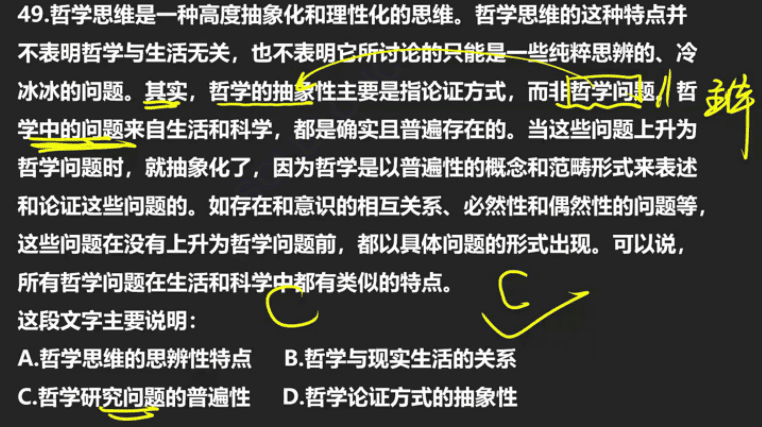 49.哲学思维是一种高度抽象化和理性化的思维。哲学思维的这种特点并
不表明哲学与生活无关，也不表明它所讨论的只能是一些纯粹思辨的、冷
冰冰的问题。其实，哲学的抽象性主要是指论证方式，而非哲学问题。哲
学中的问题来自生活和科学，都是确实且普遍存在的。当这些问题上升为
哲学问题时，就抽象化了，因为哲学是以普遍性的概念和范畴形式来表述
和论证这些问题的。如存在和意识的相互关系、必然性和偶然性的问题等，
这些问题在没有上升为哲学问题前，都以具体问题的形式出现。可以说，
所有哲学问题在生活和科学中都有类似的特点。
C C
这段文字主要说明：
A.哲学思维的思辨性特点 B.哲学与现实生活的关系
C.哲学研究问题的普遍性 D.哲学论证方式的抽象性